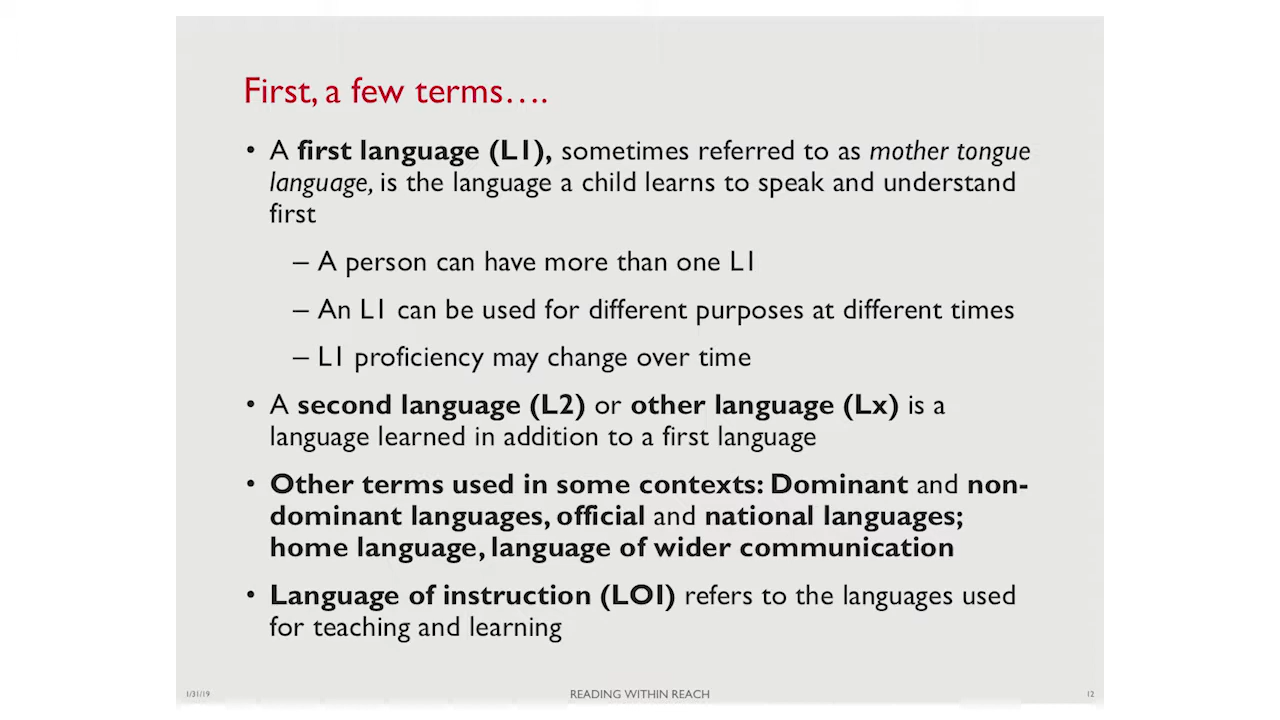 First, a few terms….
• A first language (L1), sometimes referred to as mother tongue
language, is the language a child learns to speak and understand
first
– A person can have more than one L1
– An L1 can be used for different purposes at different times
– L1 proficiency may change over time
• A second language (L2) or other language (Lx) is a
language learned in addition to a first language
• Other terms used in some contexts: Dominant and non-
dominant languages, official and national languages;
home language, language of wider communication
• Language of instruction (LOI) refers to the languages used
for teaching and learning
1/31/19
READING WITHIN REACH
12